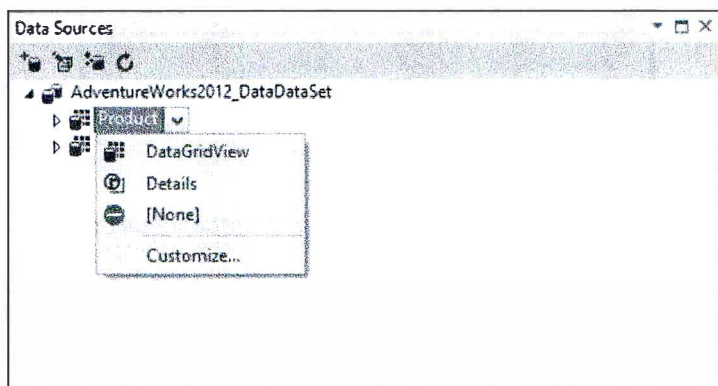 Data Sources
AdventureWorks2012_DataDataSet
Product
DataGridView
Details
[None]
Customize...